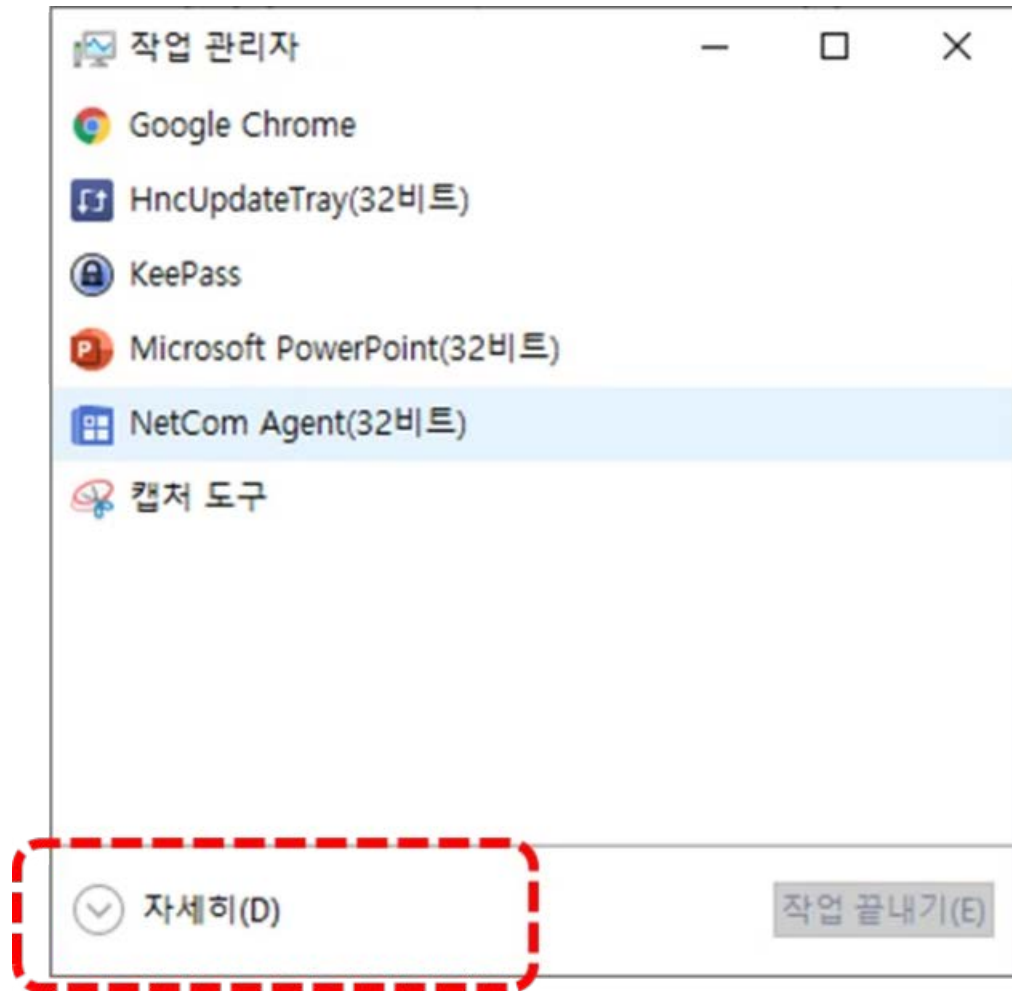 작업 관리자
Google Chrome
HncUpdateTray(32비트)
KeePass
Microsoft PowerPoint(32비트)
NetCom Agent(32비트)
캡처 도구
자세히(D)
작업 끝내기(E)